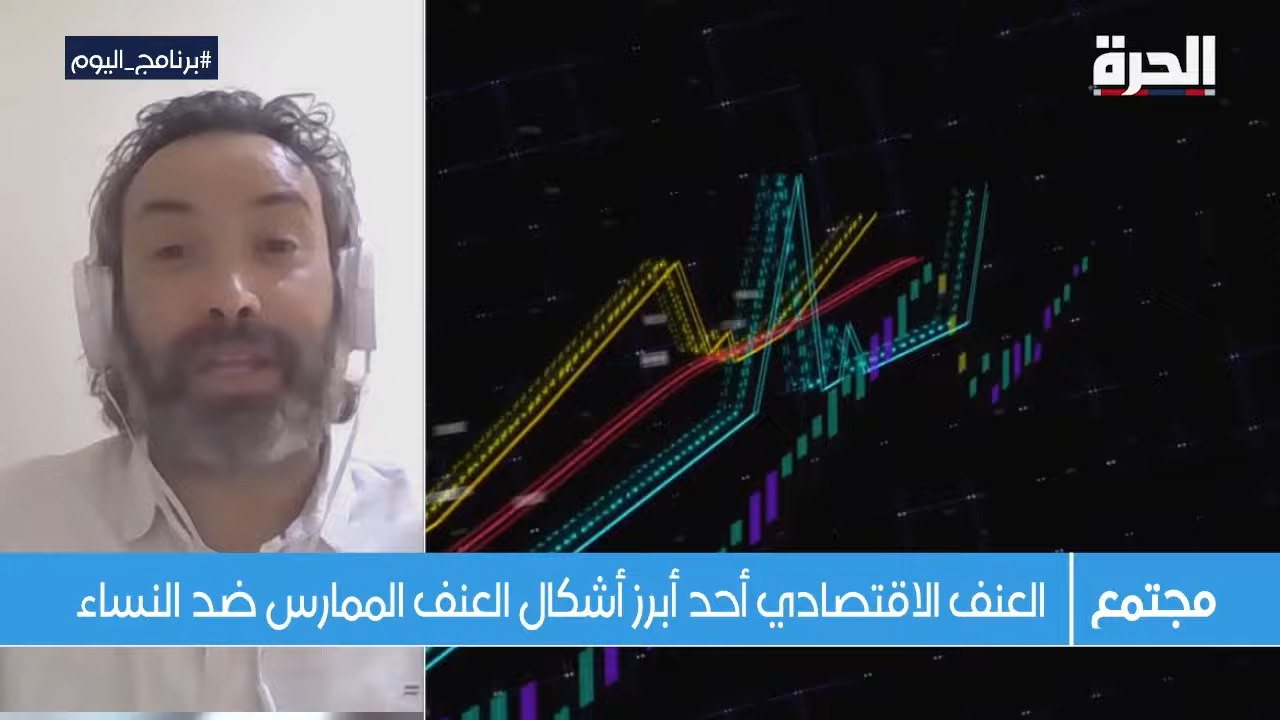 #برنامج_اليوم
الحرة
مجتمع
العنف الاقتصادي أحد أبرز أشكال العنف الممارس ضد النساء